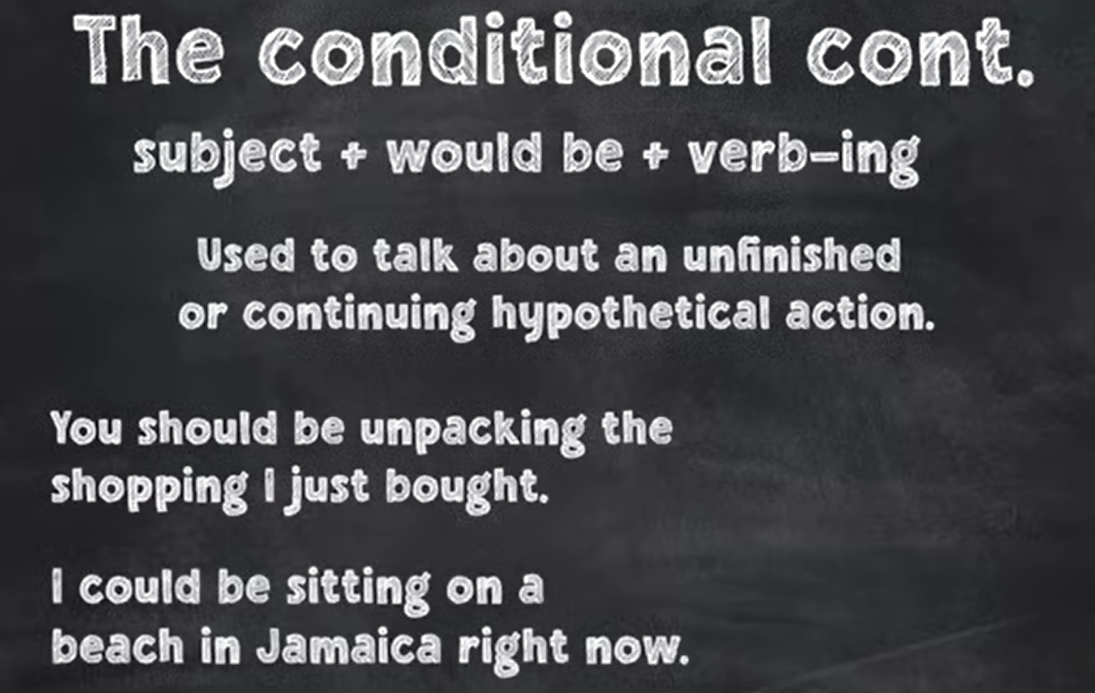 The conditional cont.
subject + would be + verb-ing
Used to talk about an unfinished
or continuing hypothetical action.
You should be unpacking the
shopping I just bought.
I could be sitting on a
beach in Jamaica right now.